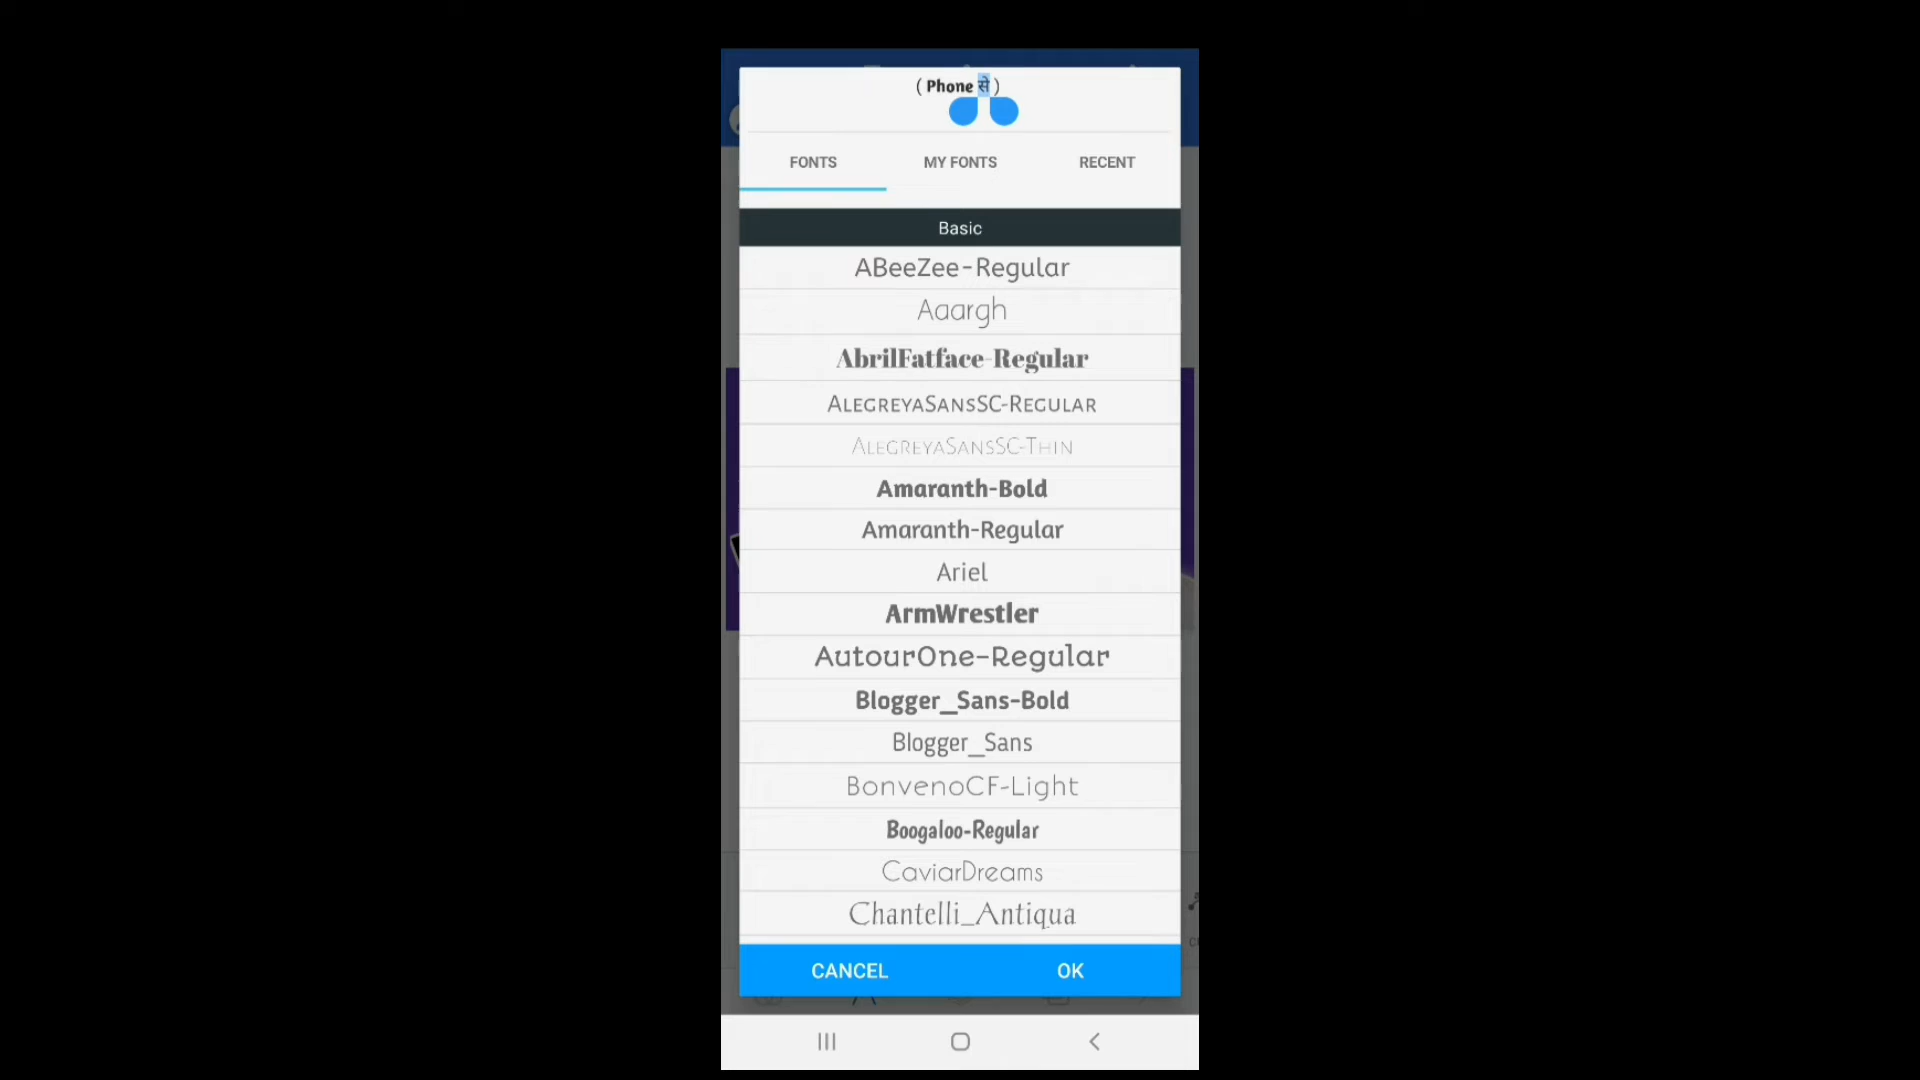 ( Phone से )
FONTS MY FONTS RECENT
Basic
ABeeZee-Regular
Aaargh
AbrilFatface-Regular
AlegreyaSansSC-Regular
AlegreyaSansSC-Thin
Amaranth-Bold
Amaranth-Regular
Ariel
ArmWrestler
AutourOne-Regular
Blogger_Sans-Bold
Blogger_Sans
BonvenoCF-Light
Boogaloo-Regular
CaviarDreams
Chantelli_Antiqua
CANCEL OK